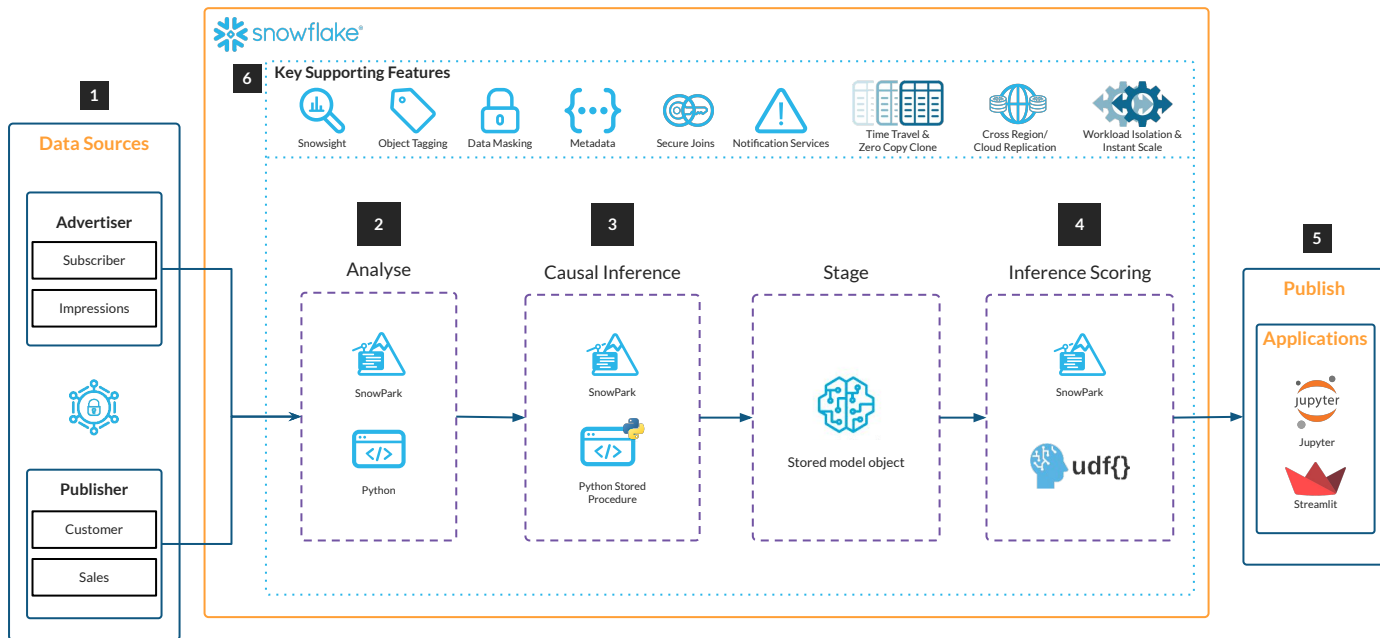 snowflake®
6
Key Supporting Features
Snowsight
Object Tagging
Data Masking
Metadata
Secure Joins
Notification Services
Time Travel &
Zero Copy Clone
Cross Region/
Cloud Replication
Workload Isolation &
Instant Scale
1
Data Sources
Advertiser
Subscriber
Impressions
Publisher
Customer
Sales
2
Analyse
SnowPark
</>
Python
3
Causal Inference
SnowPark
</>
Python Stored
Procedure
Stage
Stored model object
4
Inference Scoring
SnowPark
udf{}
5
Publish
Applications
jupyter
Jupyter
Streamlit